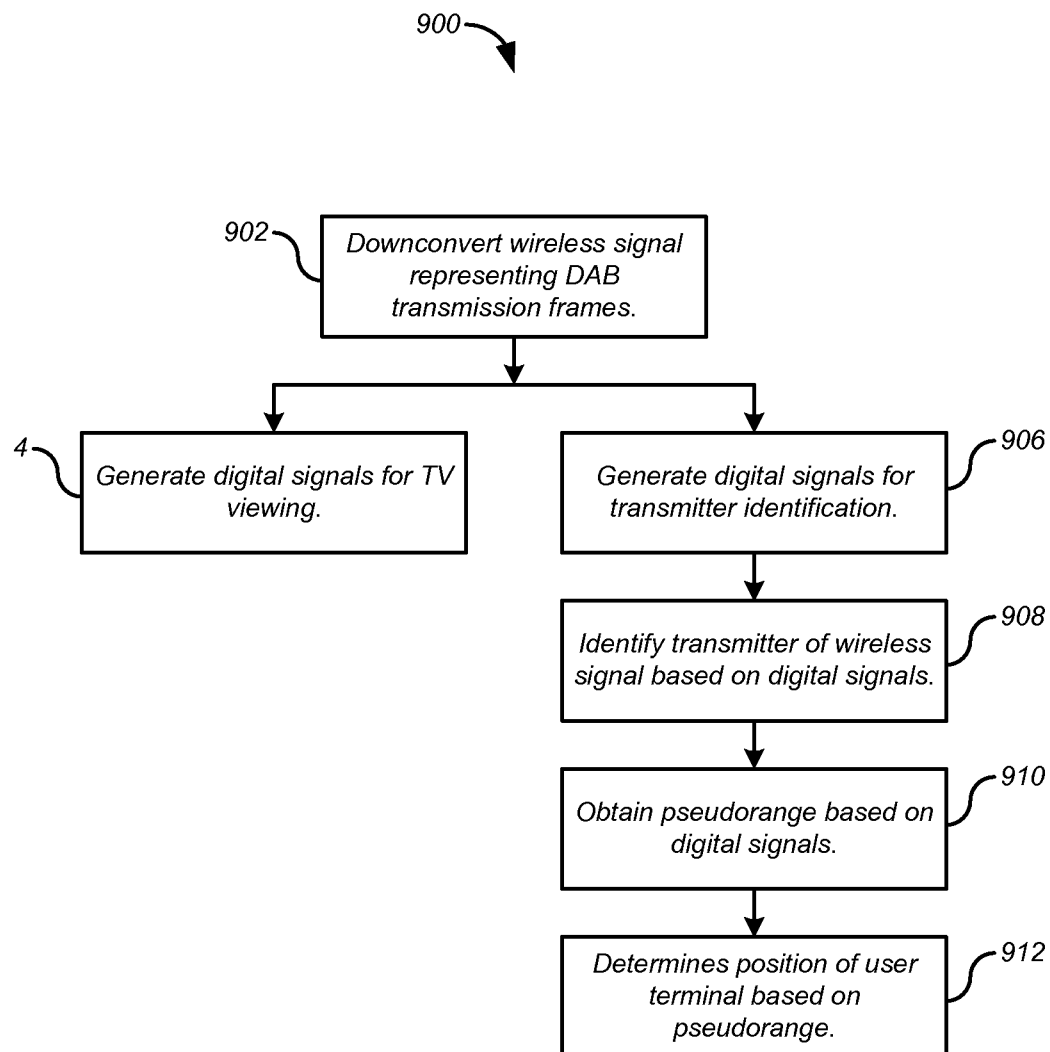 900
902
Downconvert wireless signal
representing DAB
transmission frames.
4
Generate digital signals for TV
viewing.
906
Generate digital signals for
transmitter identification.
908
Identify transmitter of wireless
signal based on digital signals.
910
Obtain pseudorange based on
digital signals.
912
Determines position of user
terminal based on
pseudorange.